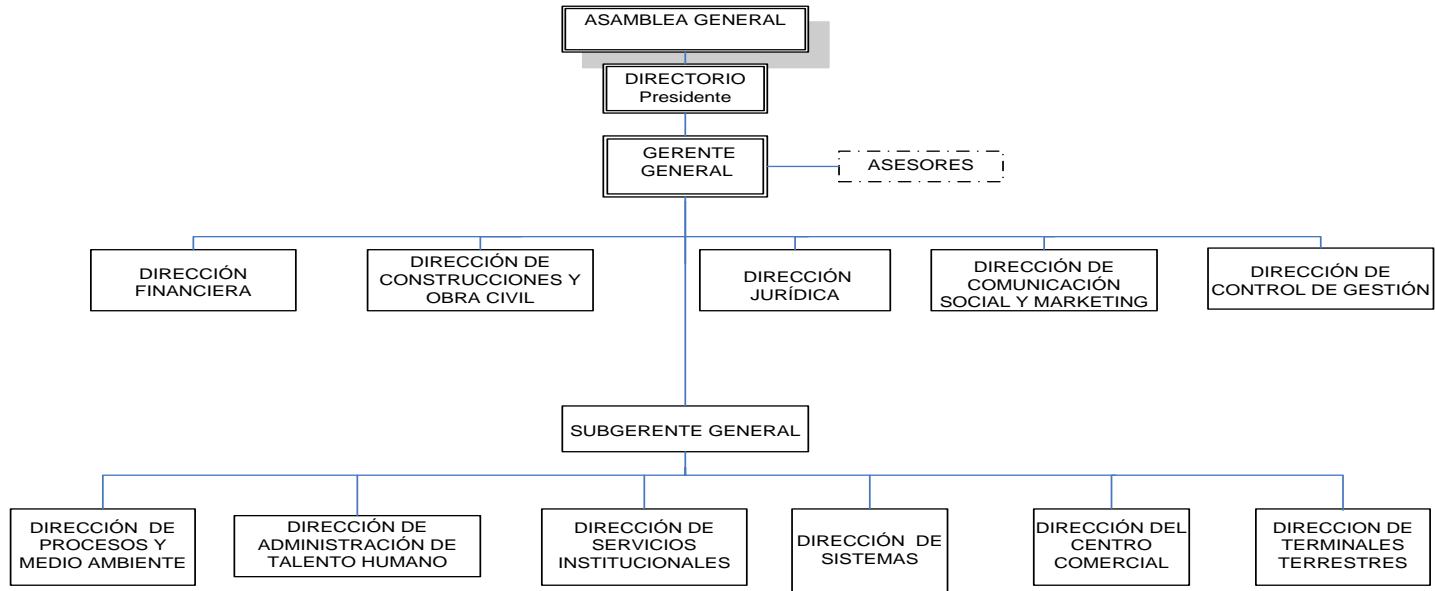 ASAMBLEA GENERAL
DIRECTORIO
Presidente
GERENTE
GENERAL
ASESORES
DIRECCIÓN
FINANCIERA
DIRECCIÓN DE
CONSTRUCCIONES Y
OBRA CIVIL
DIRECCIÓN
JURÍDICA
DIRECCIÓN DE
COMUNICACIÓN
SOCIAL Y MARKETING
DIRECCIÓN DE
CONTROL DE GESTIÓN
SUBGERENTE GENERAL
DIRECCIÓN DE
PROCESOS Y
MEDIO AMBIENTE
DIRECCIÓN DE
ADMINISTRACIÓN DE
TALENTO HUMANO
DIRECCIÓN DE
SERVICIOS
INSTITUCIONALES
DIRECCIÓN DE
SISTEMAS
DIRECCIÓN DEL
CENTRO
COMERCIAL
DIRECCION DE
TERMINALES
TERRESTRES